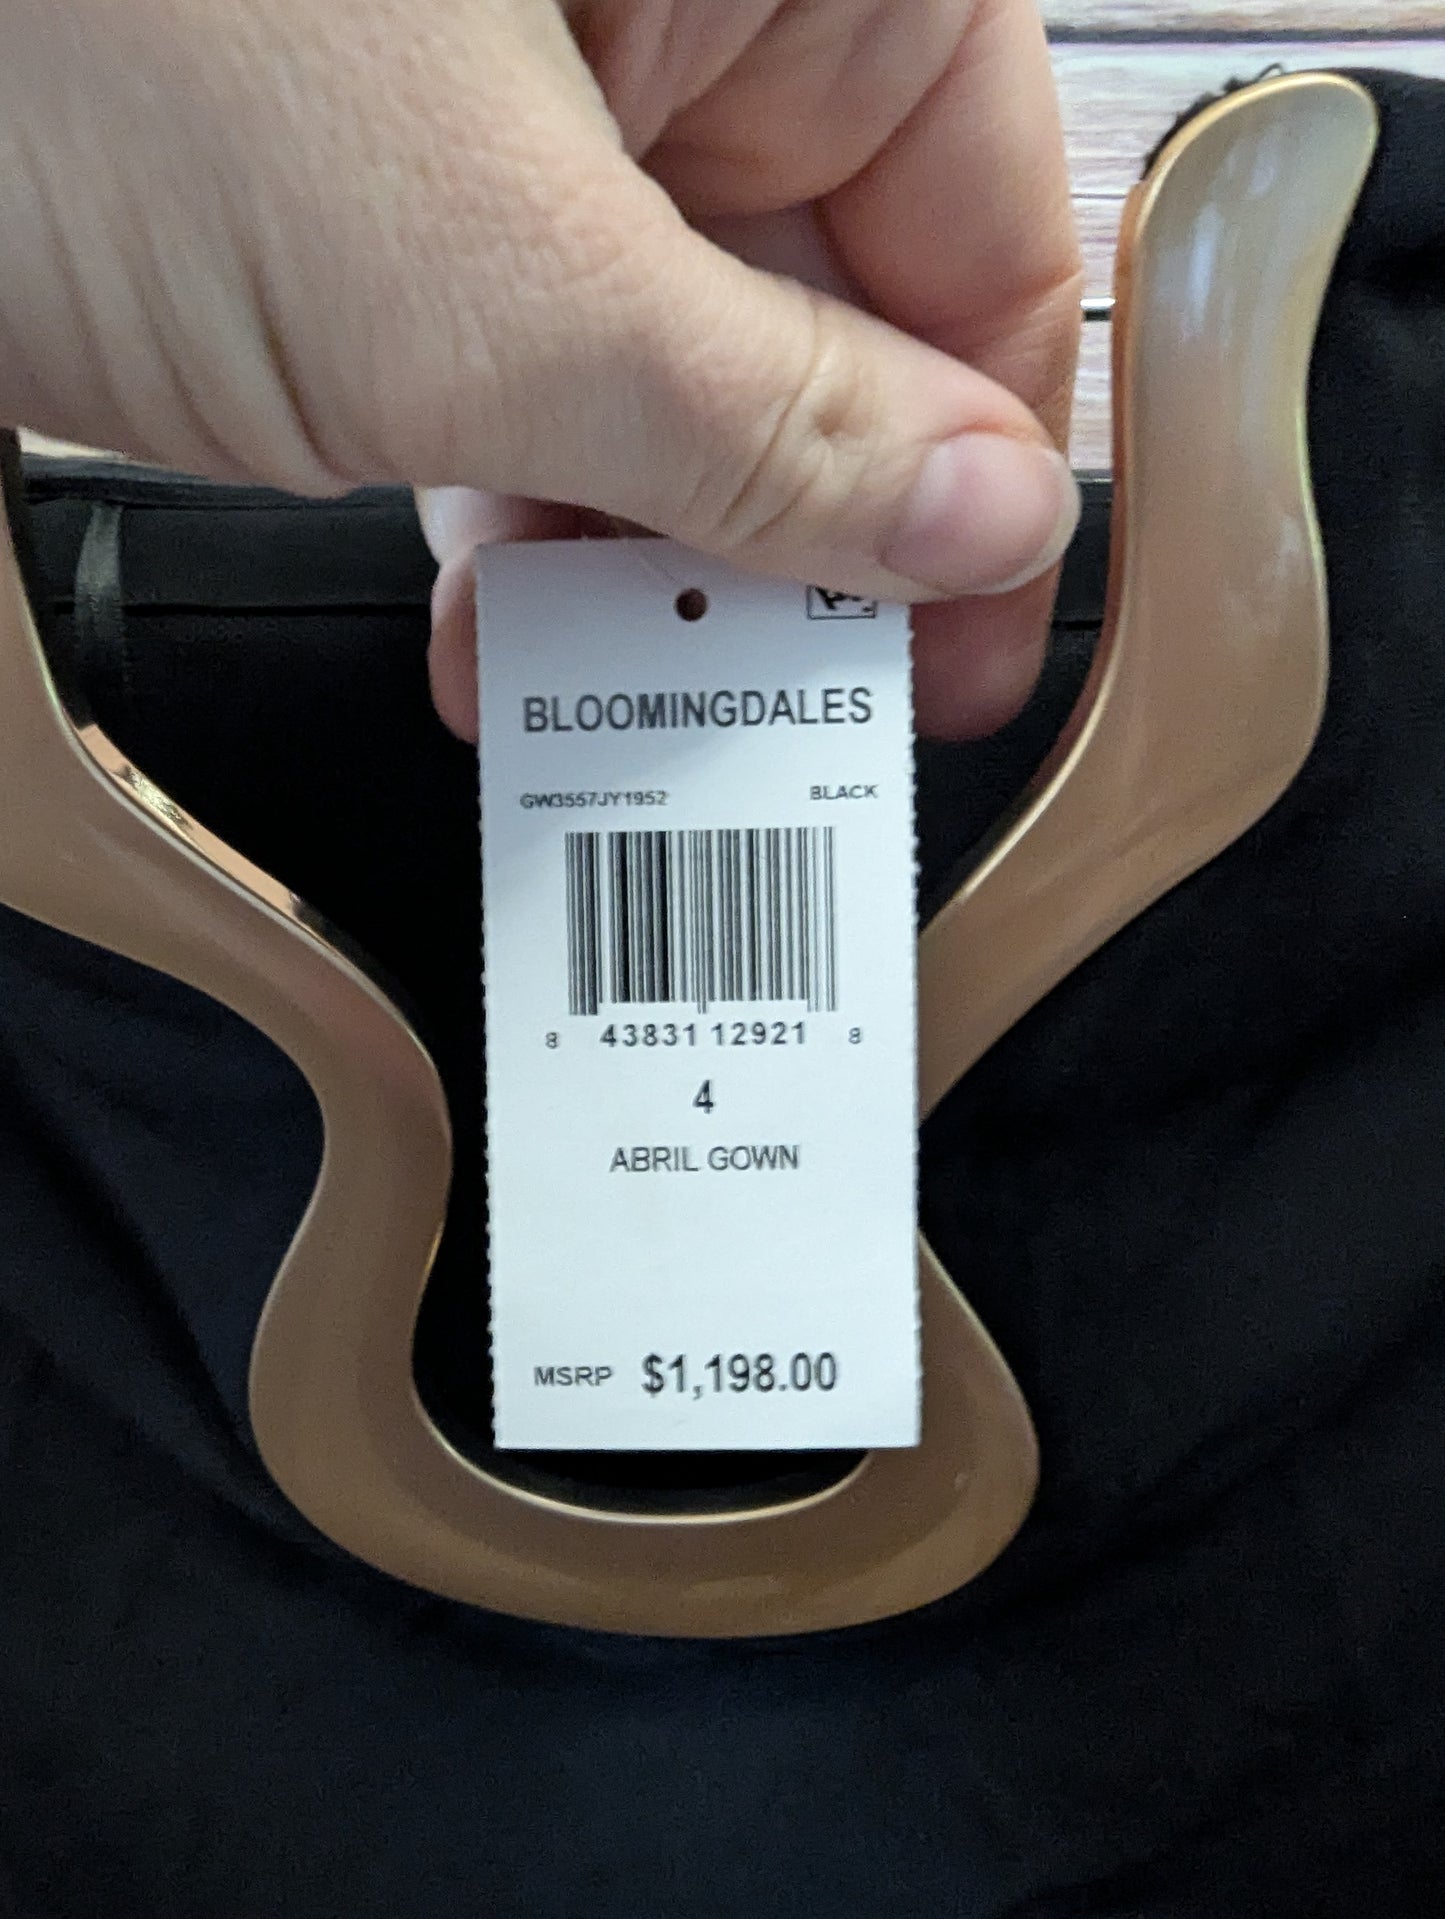 BLOOMINGDALES
GW3557JY1952 BLACK
8 43831 12921 8
4
ABRIL GOWN
MSRP $1,198.00